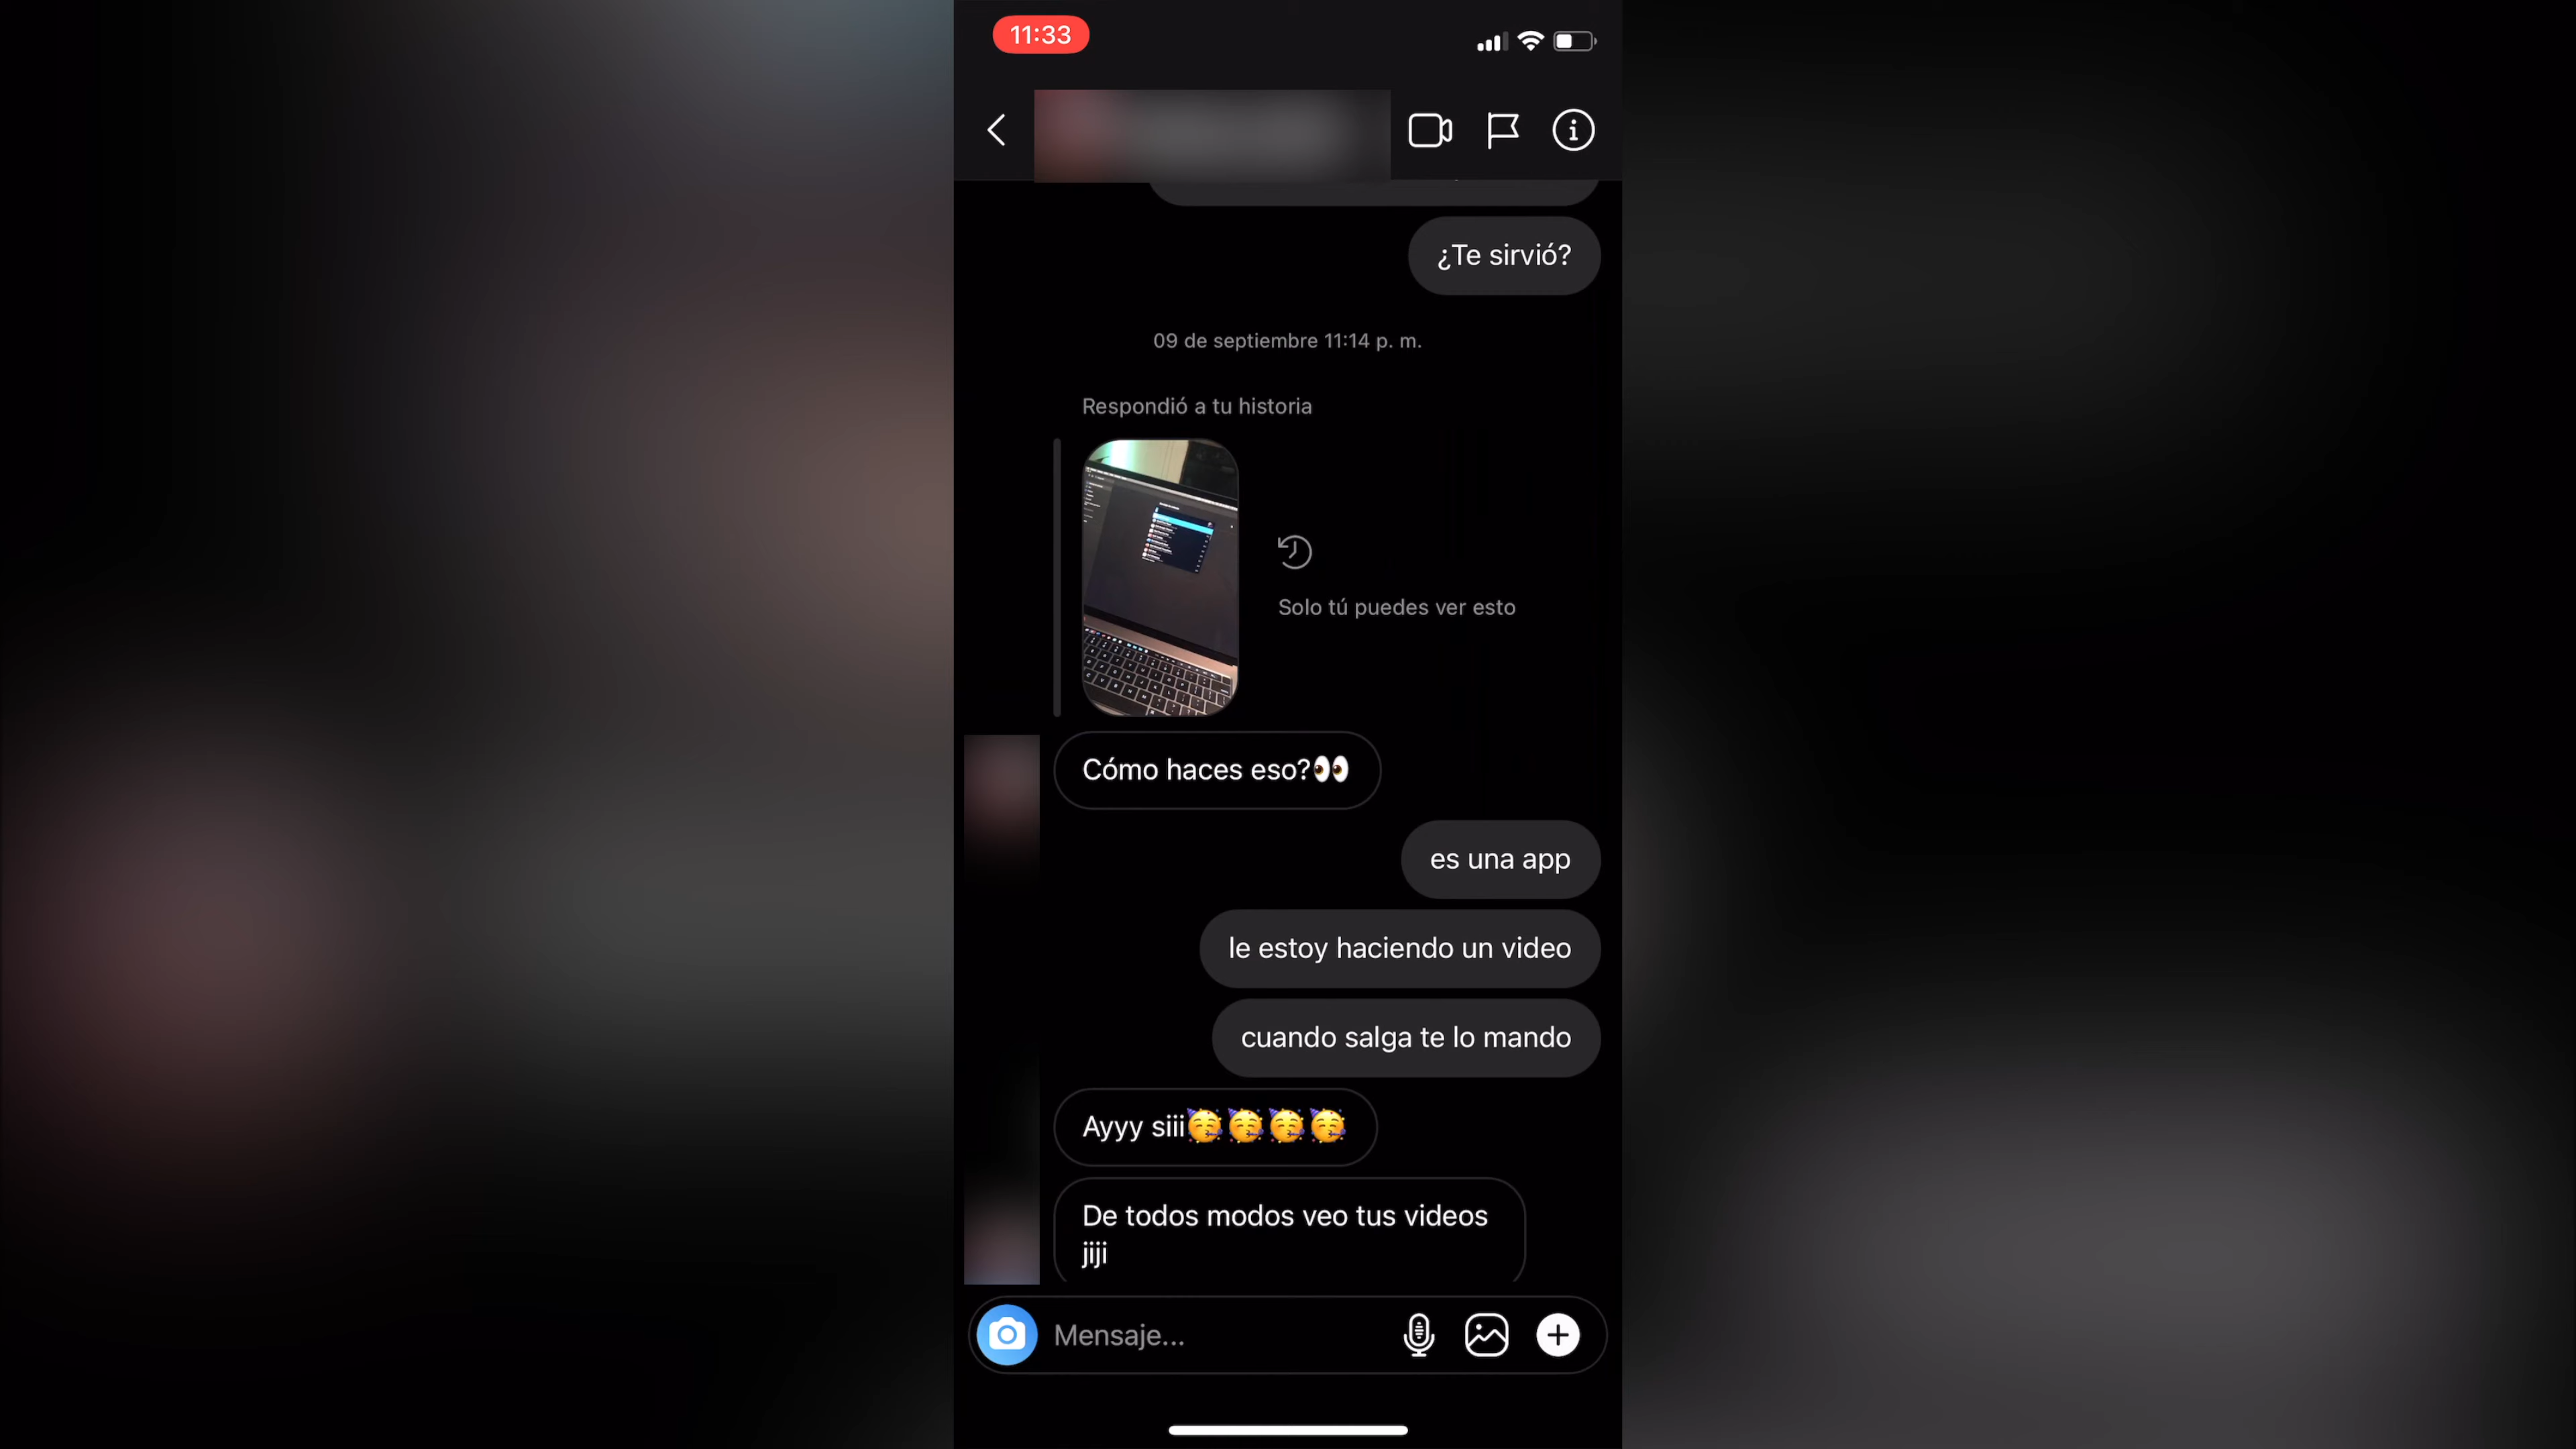 11:33
¿Te sirvió?
09 de septiembre 11:14 p. m.
Respondió a tu historia
Solo tú puedes ver esto
Cómo haces eso?👀
es una app
le estoy haciendo un video
cuando salga te lo mando
Ayyy siii🥳🥳🥳🥳
De todos modos veo tus videos
jiji
Mensaje...